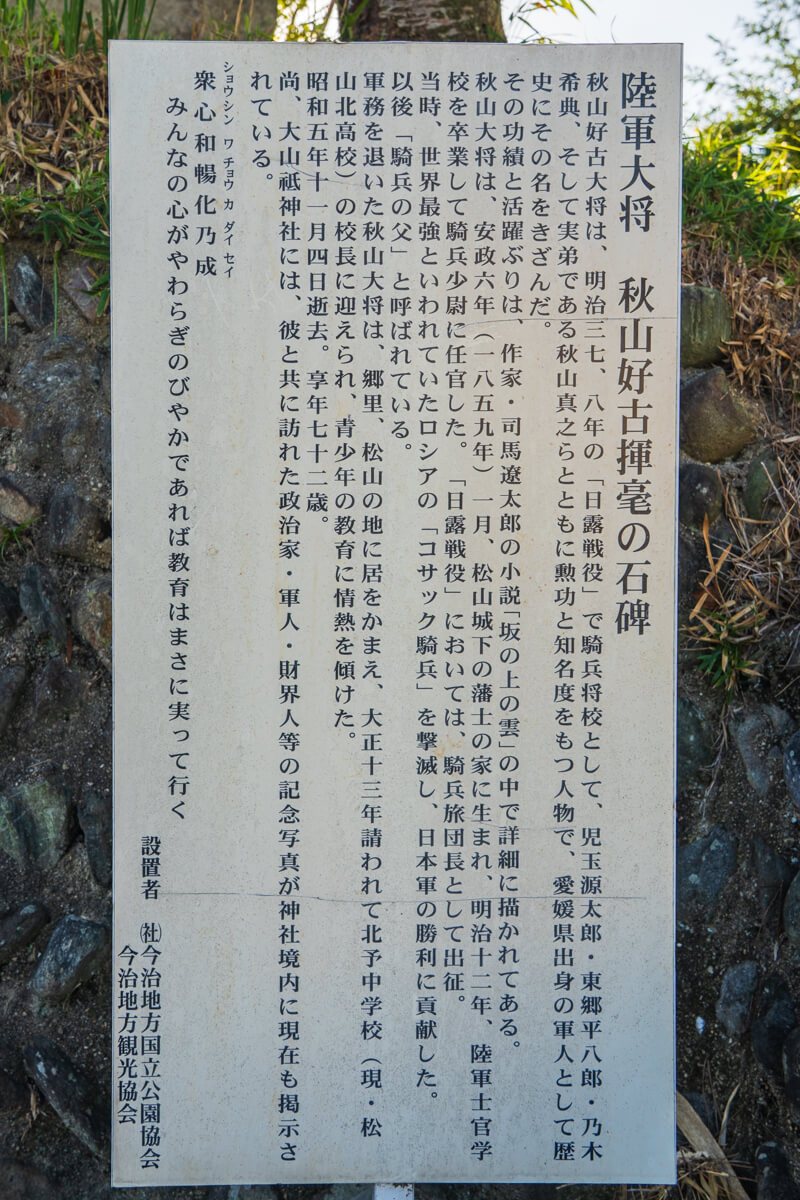 陸軍大将　秋山好古揮毫の石碑
秋山好古大将は、明治三七、八年の「日露戦役」で騎兵将校として、児玉源太郎・東郷平八郎・乃木
希典、そして実弟である秋山真之らとともに勲功と知名度をもつ人物で、愛媛県出身の軍人として歴
史にその名をきざんだ。
その功績と活躍ぶりは、作家・司馬遼太郎の小説「坂の上の雲」の中で詳細に描かれてある。
秋山大将は、安政六年（一八五九年）一月、松山城下の藩士の家に生まれ、明治十二年、陸軍士官学
校を卒業して騎兵少尉に任官した。「日露戦役」においては、騎兵旅団長として出征。
当時、世界最強といわれていたロシアの「コサック騎兵」を撃滅し、日本軍の勝利に貢献した。
以後「騎兵の父」と呼ばれている。
軍務を退いた秋山大将は、郷里、松山の地に居をかまえ、大正十三年請われて北予中学校（現・松
山北高校）の校長に迎えられ、青少年の教育に情熱を傾けた。
昭和五年十一月四日逝去。享年七十二歳。
尚、大山祗神社には、彼と共に訪れた政治家・軍人・財界人等の記念写真が神社境内に現在も掲示さ
れている。
ショウシン ワ チョウ カ ダイ セイ
衆心和暢化乃成
みんなの心がやわらぎのびやかであれば教育はまさに実って行く
設置者　㈳今治地方国立公園協会
今治地方観光協会